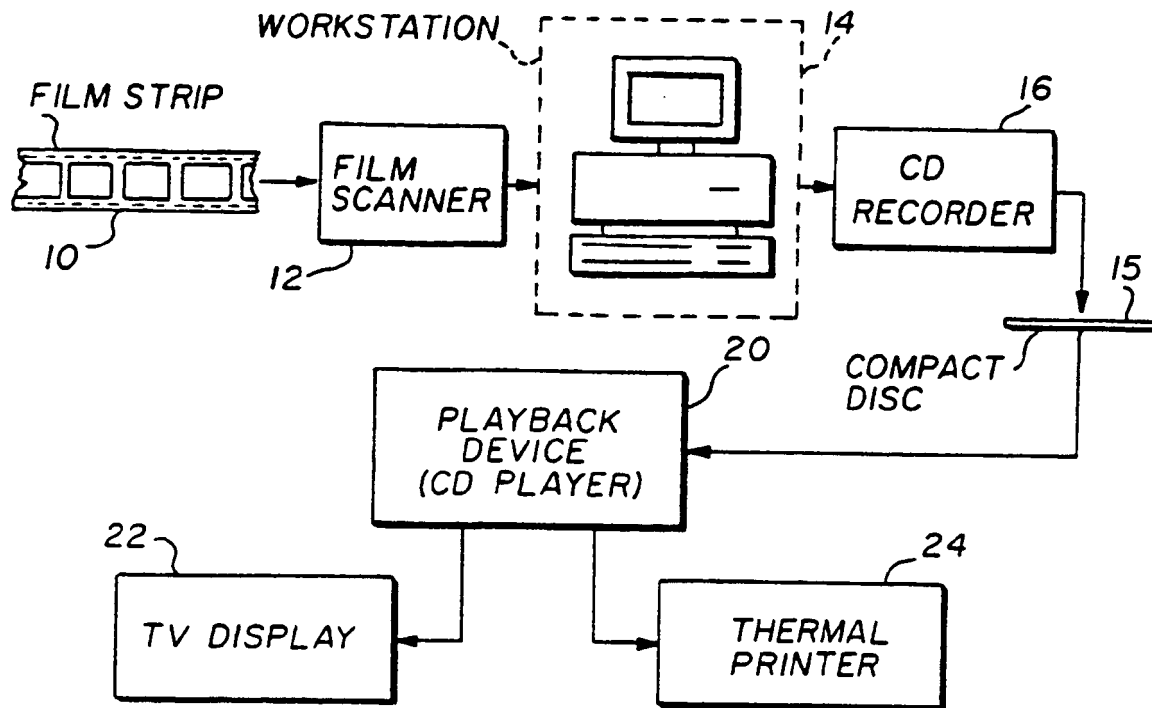 WORKSTATION
14
FILM STRIP
16
FILM
SCANNER
CD
RECORDER
10
12
15
COMPACT
DISC
20
PLAYBACK
DEVICE
(CD PLAYER)
22
24
TV DISPLAY
THERMAL
PRINTER